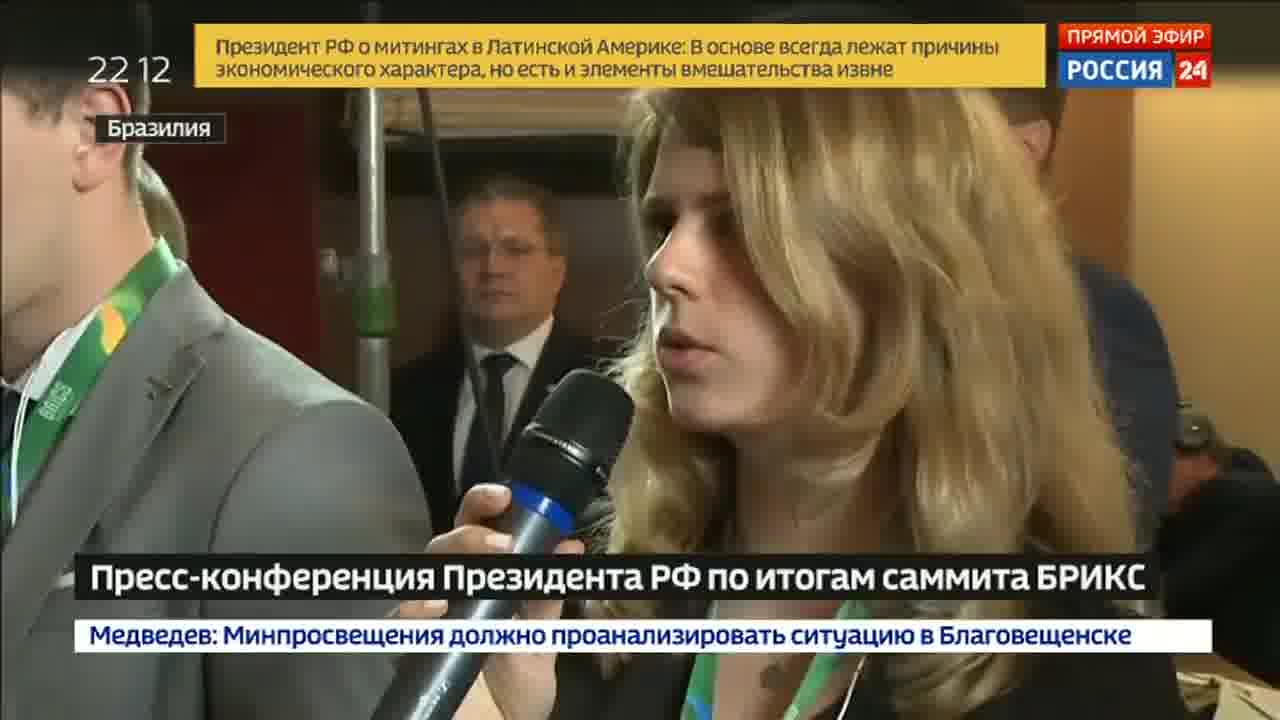 22 12
Президент РФ о митингах в Латинской Америке: В основе всегда лежат причины
экономического характера, но есть и элементы вмешательства извне
ПРЯМОЙ ЭФИР
РОССИЯ 24
Бразилия
BRICS
Пресс-конференция Президента РФ по итогам саммита БРИКС
Медведев: Минпросвещения должно проанализировать ситуацию в Благовещенске